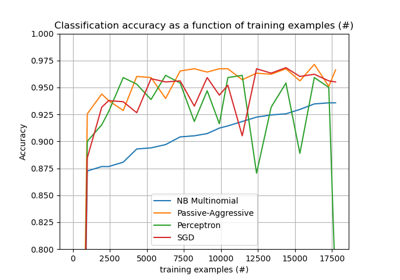 Classification accuracy as a function of training examples (#)
1.000
0.975
0.950
0.925
0.900
0.875
0.850
0.825
0.800
Accuracy
NB Multinomial
Passive-Aggressive
Perceptron
SGD
0 2500 5000 7500 10000 12500 15000 17500
training examples (#)